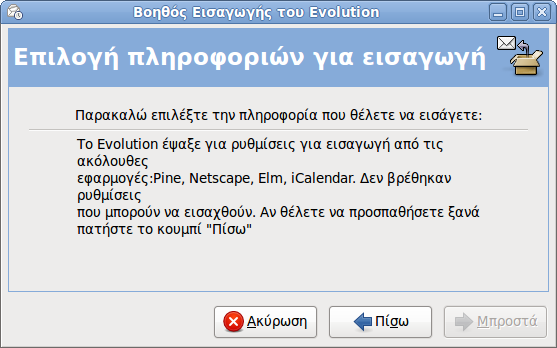 Βοηθός Εισαγωγής του Evolution
Επιλογή πληροφοριών για εισαγωγή
Παρακαλώ επιλέξτε την πληροφορία που θέλετε να εισάγετε:
Το Evolution έψαξε για ρυθμίσεις για εισαγωγή από τις
ακόλουθες
εφαρμογές:Pine, Netscape, Elm, iCalendar. Δεν βρέθηκαν
ρυθμίσεις
που μπορούν να εισαχθούν. Αν θέλετε να προσπαθήσετε ξανά
πατήστε το κουμπί "Πίσω"
Ακύρωση
Πίσω
Μπροστά